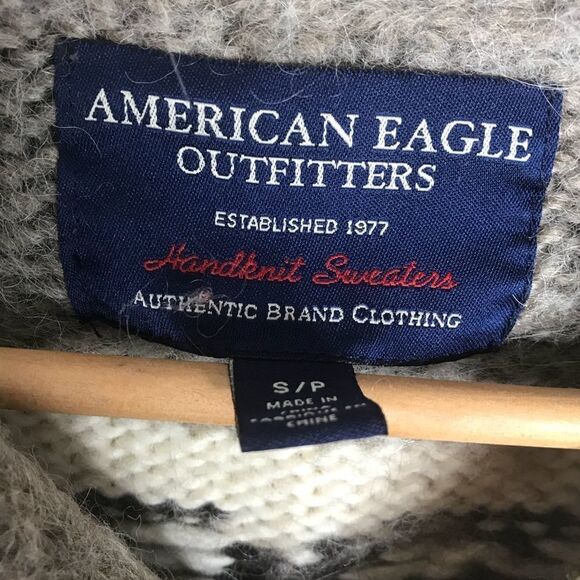 AMERICAN EAGLE
OUTFITTERS
ESTABLISHED 1977
Handknit Sweaters
AUTHENTIC BRAND CLOTHING
S/P
MADE IN
CHINE